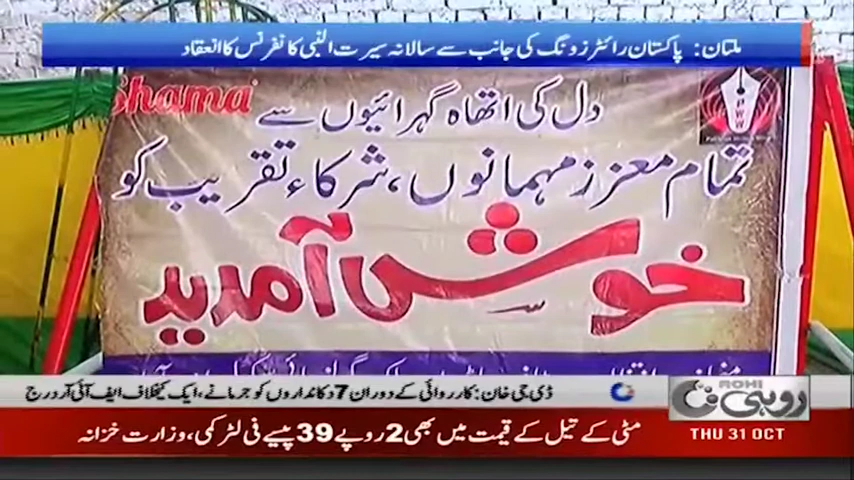 ملتان: پاکستان رائٹرز ونگ کی جانب سے سالانہ سیرت النبی کانفرنس کا انعقاد
Shama
دل کی اتھاہ گہرائیوں سے
PWW
تمام معزز مہمانوں، شرکاء تقریب کو
خوش آمدید
ڈی جی خان: کارروائی کے دوران 7 دکانداروں کو جرمانے، ایک کیخلاف ایف آئی آر درج
ROHI
روہی
مٹی کے تیل کے قیمت میں بھی 2 روپے 39 پیسے فی لٹر کمی، وزارت خزانہ
THU 31 OCT